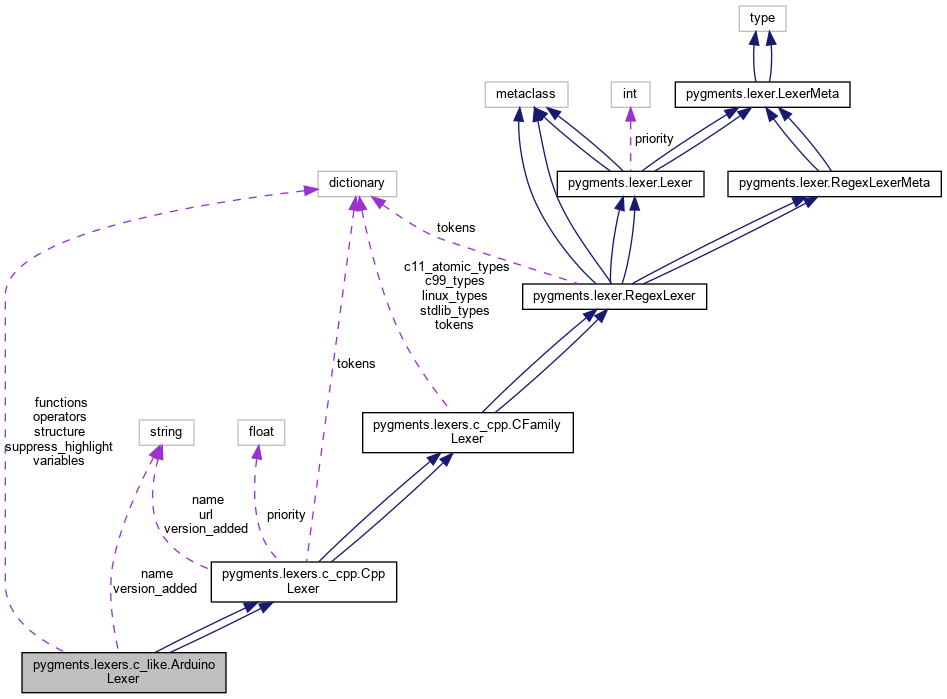 type
metaclass
int
pygments.lexer.LexerMeta
priority
dictionary
pygments.lexer.Lexer
pygments.lexer.RegexLexerMeta
tokens
c11_atomic_types
c99_types
linux_types
stdlib_types
tokens
pygments.lexer.RegexLexer
tokens
functions
operators
structure
suppress_highlight
variables
string
float
pygments.lexers.c_cpp.CFamily
Lexer
name
url
version_added
priority
name
version_added
pygments.lexers.c_cpp.Cpp
Lexer
pygments.lexers.c_like.Arduino
Lexer